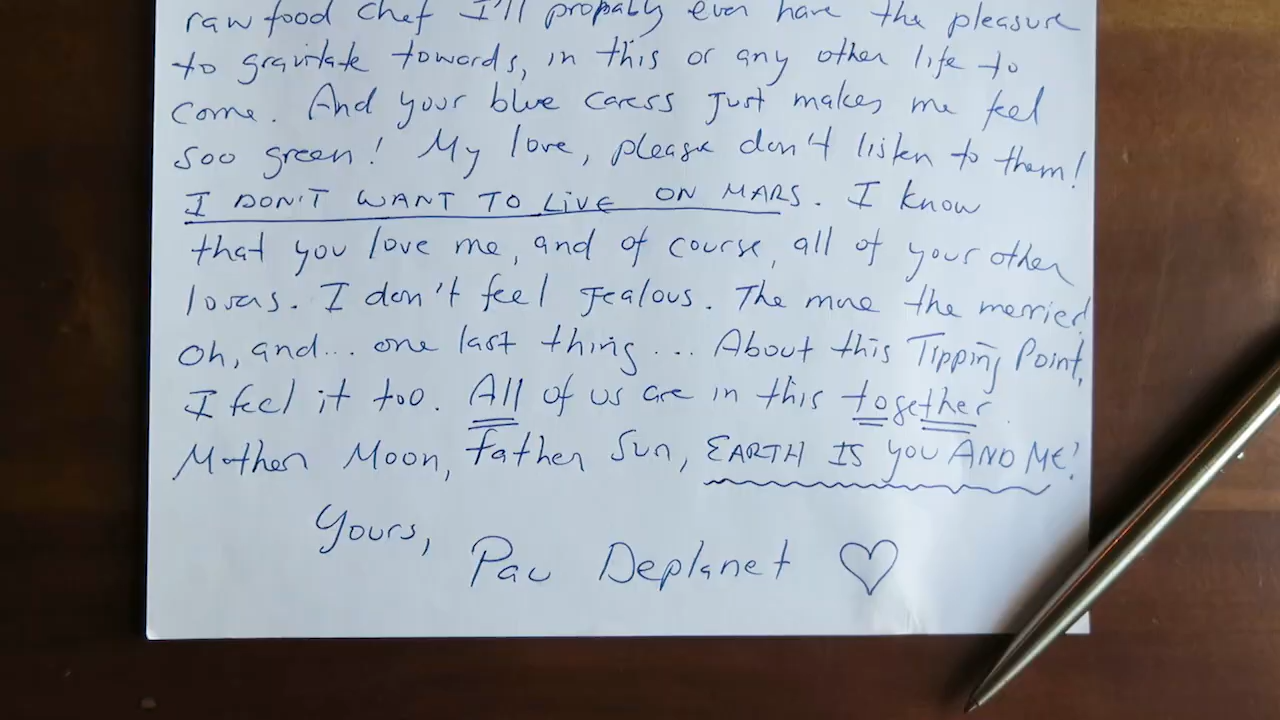 raw food chef I'll probably ever have the pleasure
to gravitate towards, in this or any other life to
come. And your blue caress just makes me feel
soo green! My love, please don't listen to them!
I DON'T WANT TO LIVE ON MARS. I know
that you love me, and of course, all of your other
lovers. I don't feel jealous. The more the merrier!
Oh, and... one last thing... About this Tipping Point,
I feel it too. All of us are in this together.
Mother Moon, Father Sun, EARTH IS YOU AND ME!
Yours,
Pau Deplanet ♡